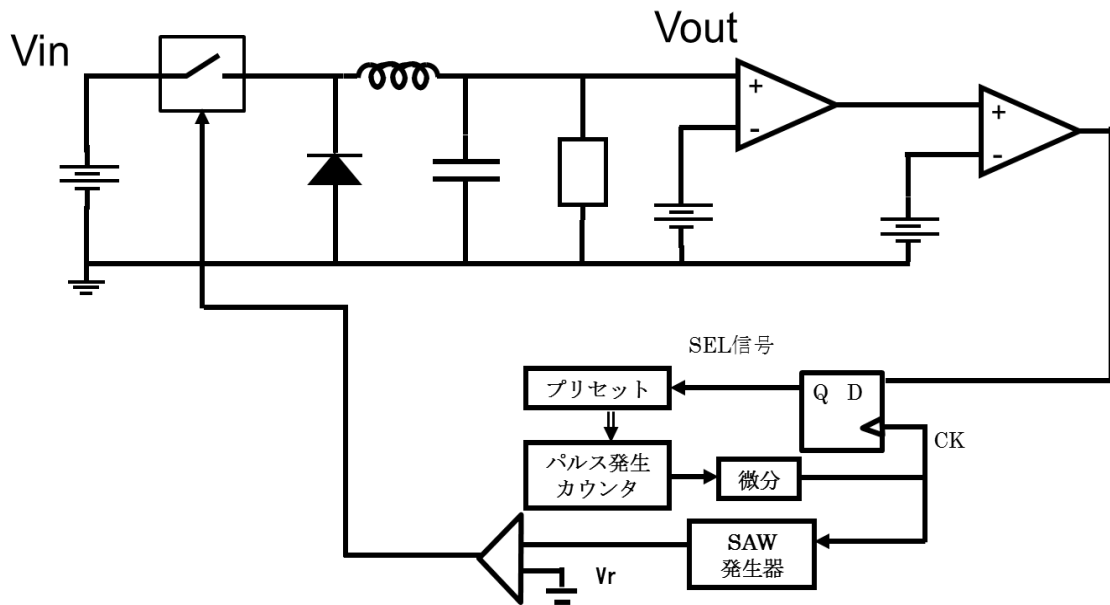 Vin
Vout
+
-
+
-
SEL信号
プリセット
Q D
CK
パルス発生
カウンタ
微分
SAW
発生器
Vr